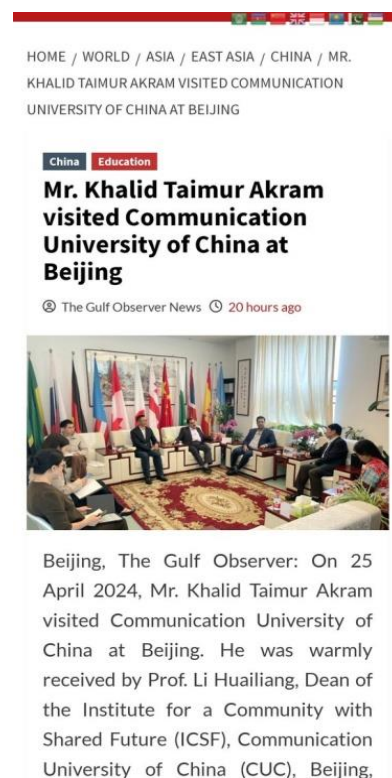 HOME / WORLD / ASIA / EAST ASIA / CHINA / MR.
KHALID TAIMUR AKRAM VISITED COMMUNICATION
UNIVERSITY OF CHINA AT BEIJING
China Education
Mr. Khalid Taimur Akram
visited Communication
University of China at
Beijing
The Gulf Observer News 20 hours ago
Beijing, The Gulf Observer: On 25
April 2024, Mr. Khalid Taimur Akram
visited Communication University of
China at Beijing. He was warmly
received by Prof. Li Huailiang, Dean of
the Institute for a Community with
Shared Future (ICSF), Communication
University of China (CUC), Beijing.